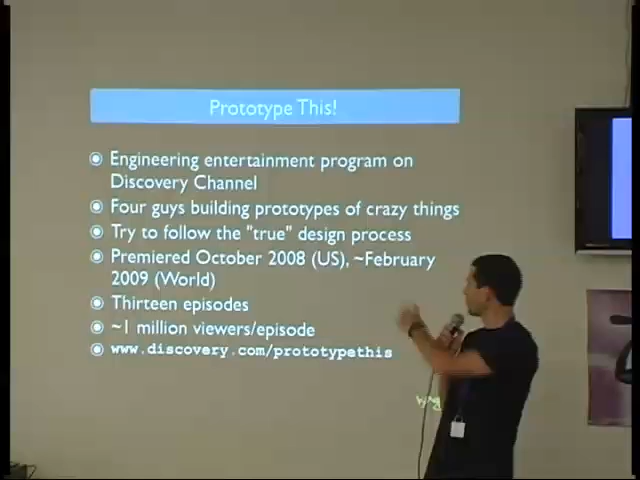 Prototype This!
Engineering entertainment program on
Discovery Channel
Four guys building prototypes of crazy things
Try to follow the "true" design process
Premiered October 2008 (US), ~February
2009 (World)
Thirteen episodes
~1 million viewers/episode
www.discovery.com/prototypethis